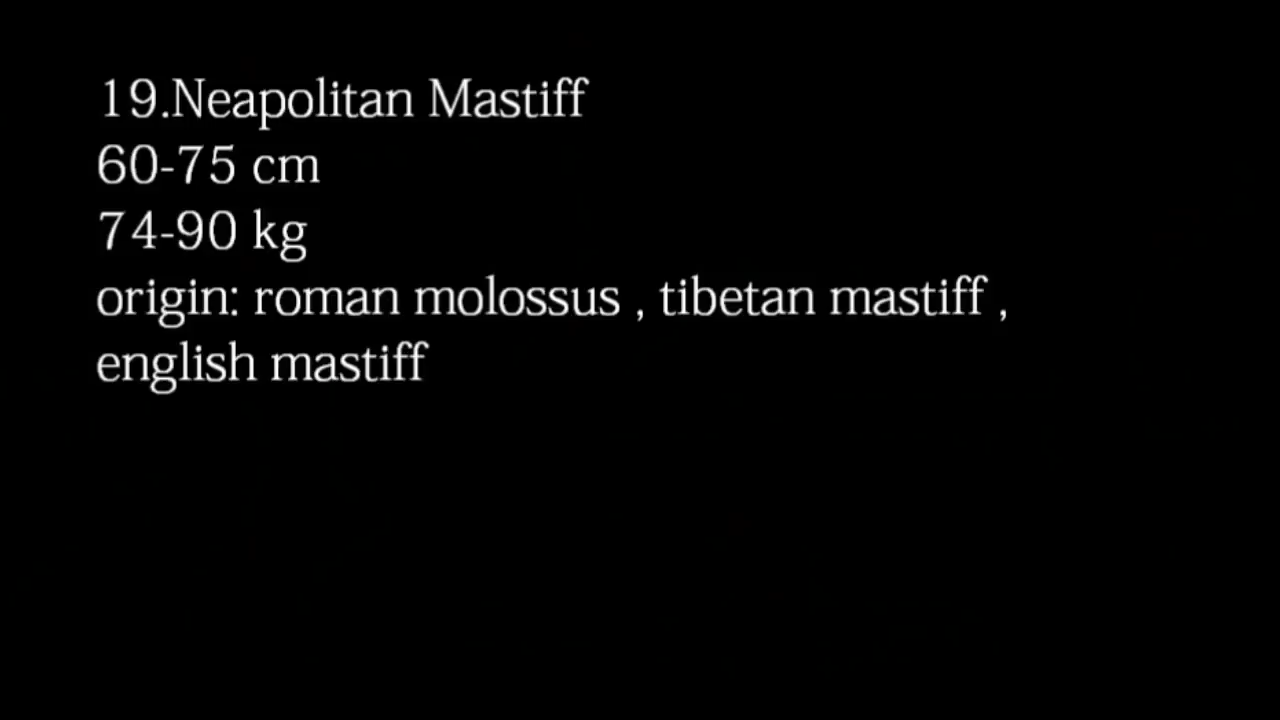 19.Neapolitan Mastiff
60-75 cm
74-90 kg
origin: roman molossus , tibetan mastiff ,
english mastiff